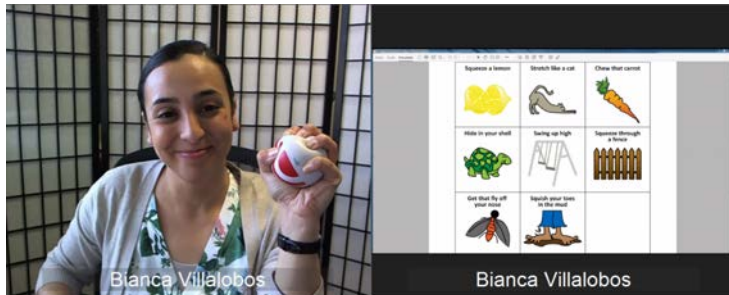 Squeeze a lemon
Stretch like a cat
Chew that carrot
Hide in your shell
Swing up high
Squeeze through
a fence
Get that fly off
your nose
Squish your toes
in the mud
Bianca Villalobos
Bianca Villalobos